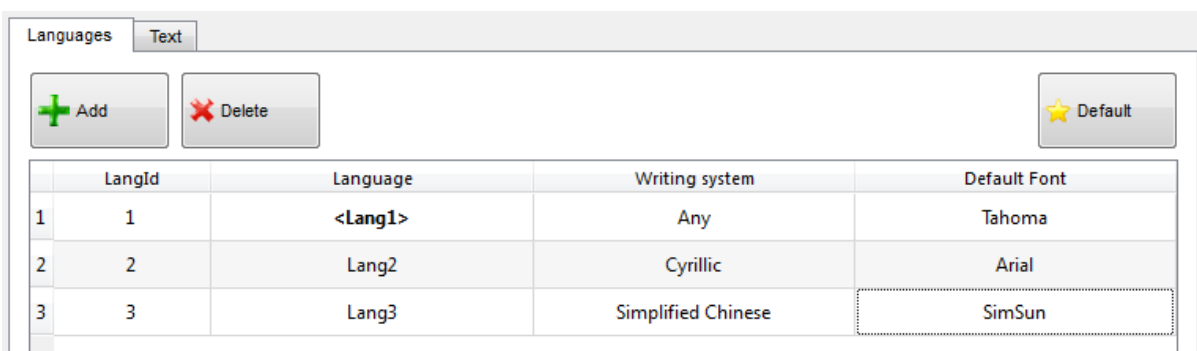 Languages Text
Add Delete Default
LangId Language Writing system Default Font
1 1 <Lang1> Any Tahoma
2 2 Lang2 Cyrillic Arial
3 3 Lang3 Simplified Chinese SimSun